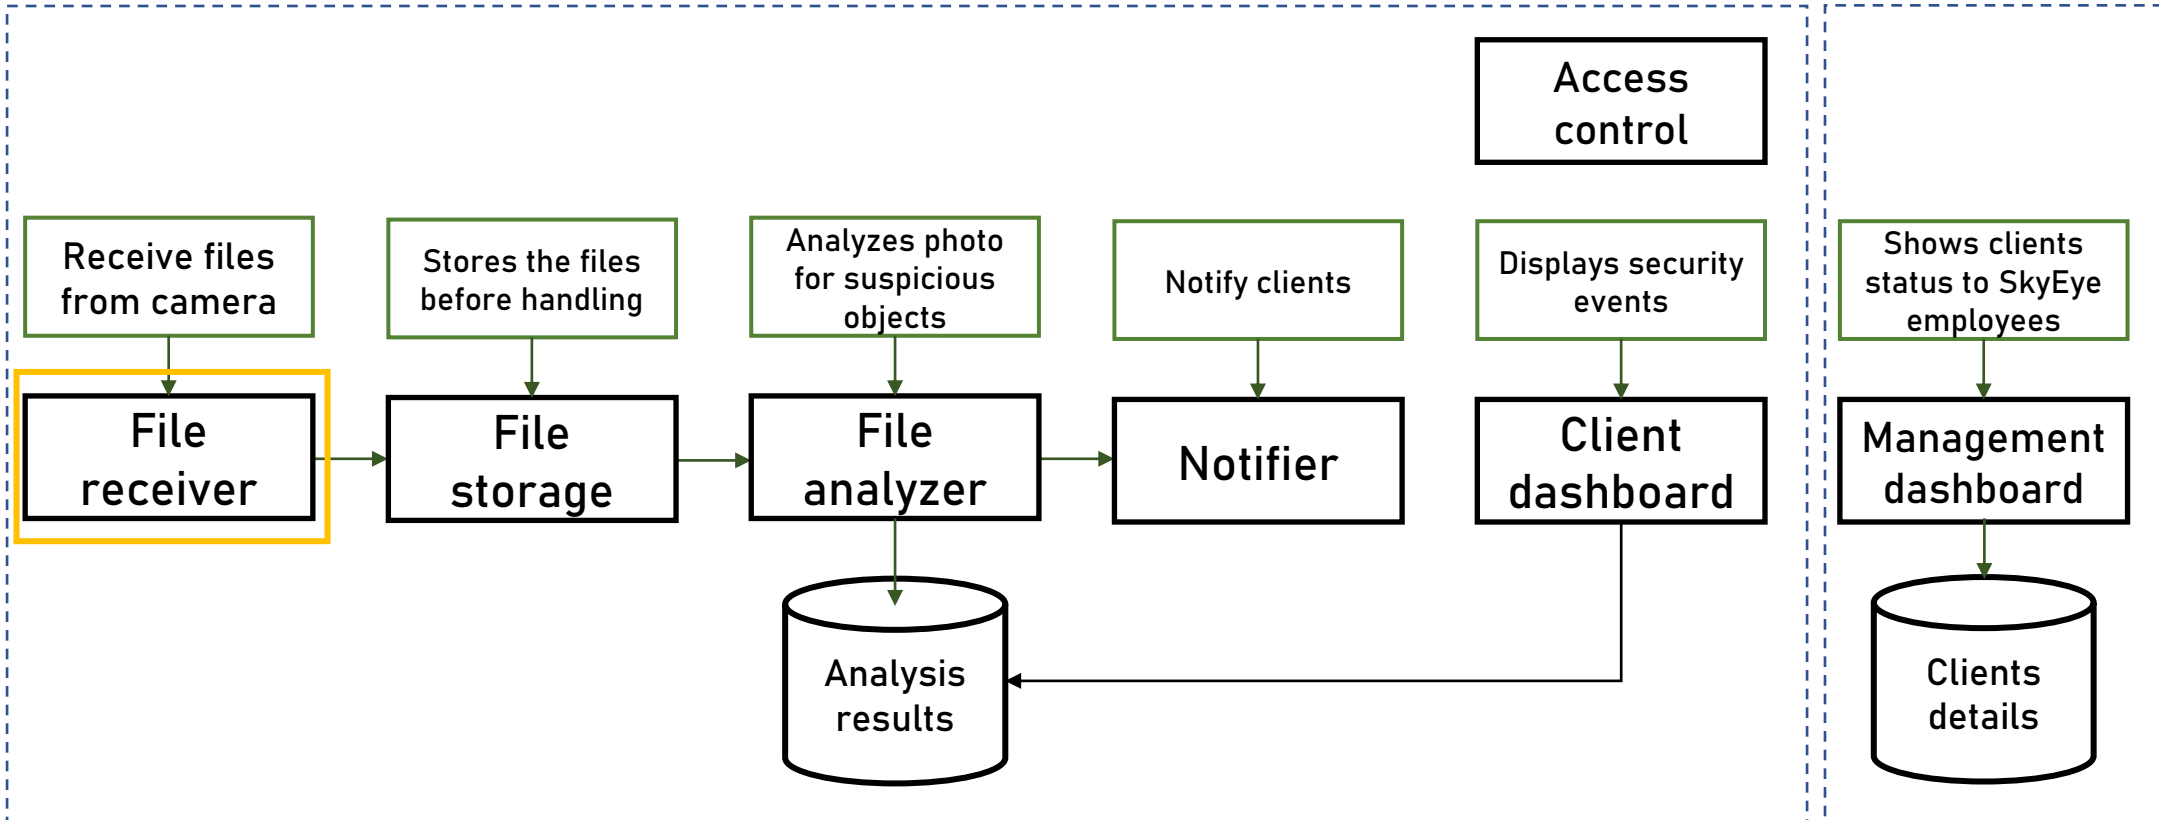 Access
control
Receive files
from camera
Stores the files
before handling
Analyzes photo
for suspicious
objects
Notify clients
Displays security
events
Shows clients
status to SkyEye
employees
File
receiver
File
storage
File
analyzer
Notifier
Client
dashboard
Management
dashboard
Analysis
results
Clients
details